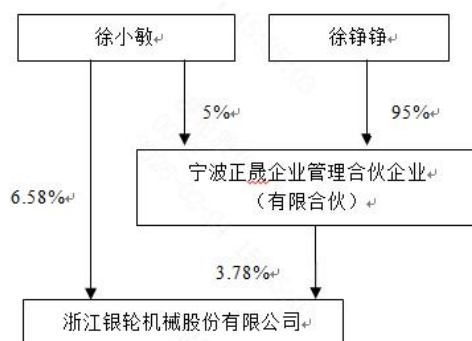 徐小敏
徐铮铮
5%
95%
宁波正晟企业管理合伙企业
（有限合伙）
6.58%
3.78%
浙江银轮机械股份有限公司